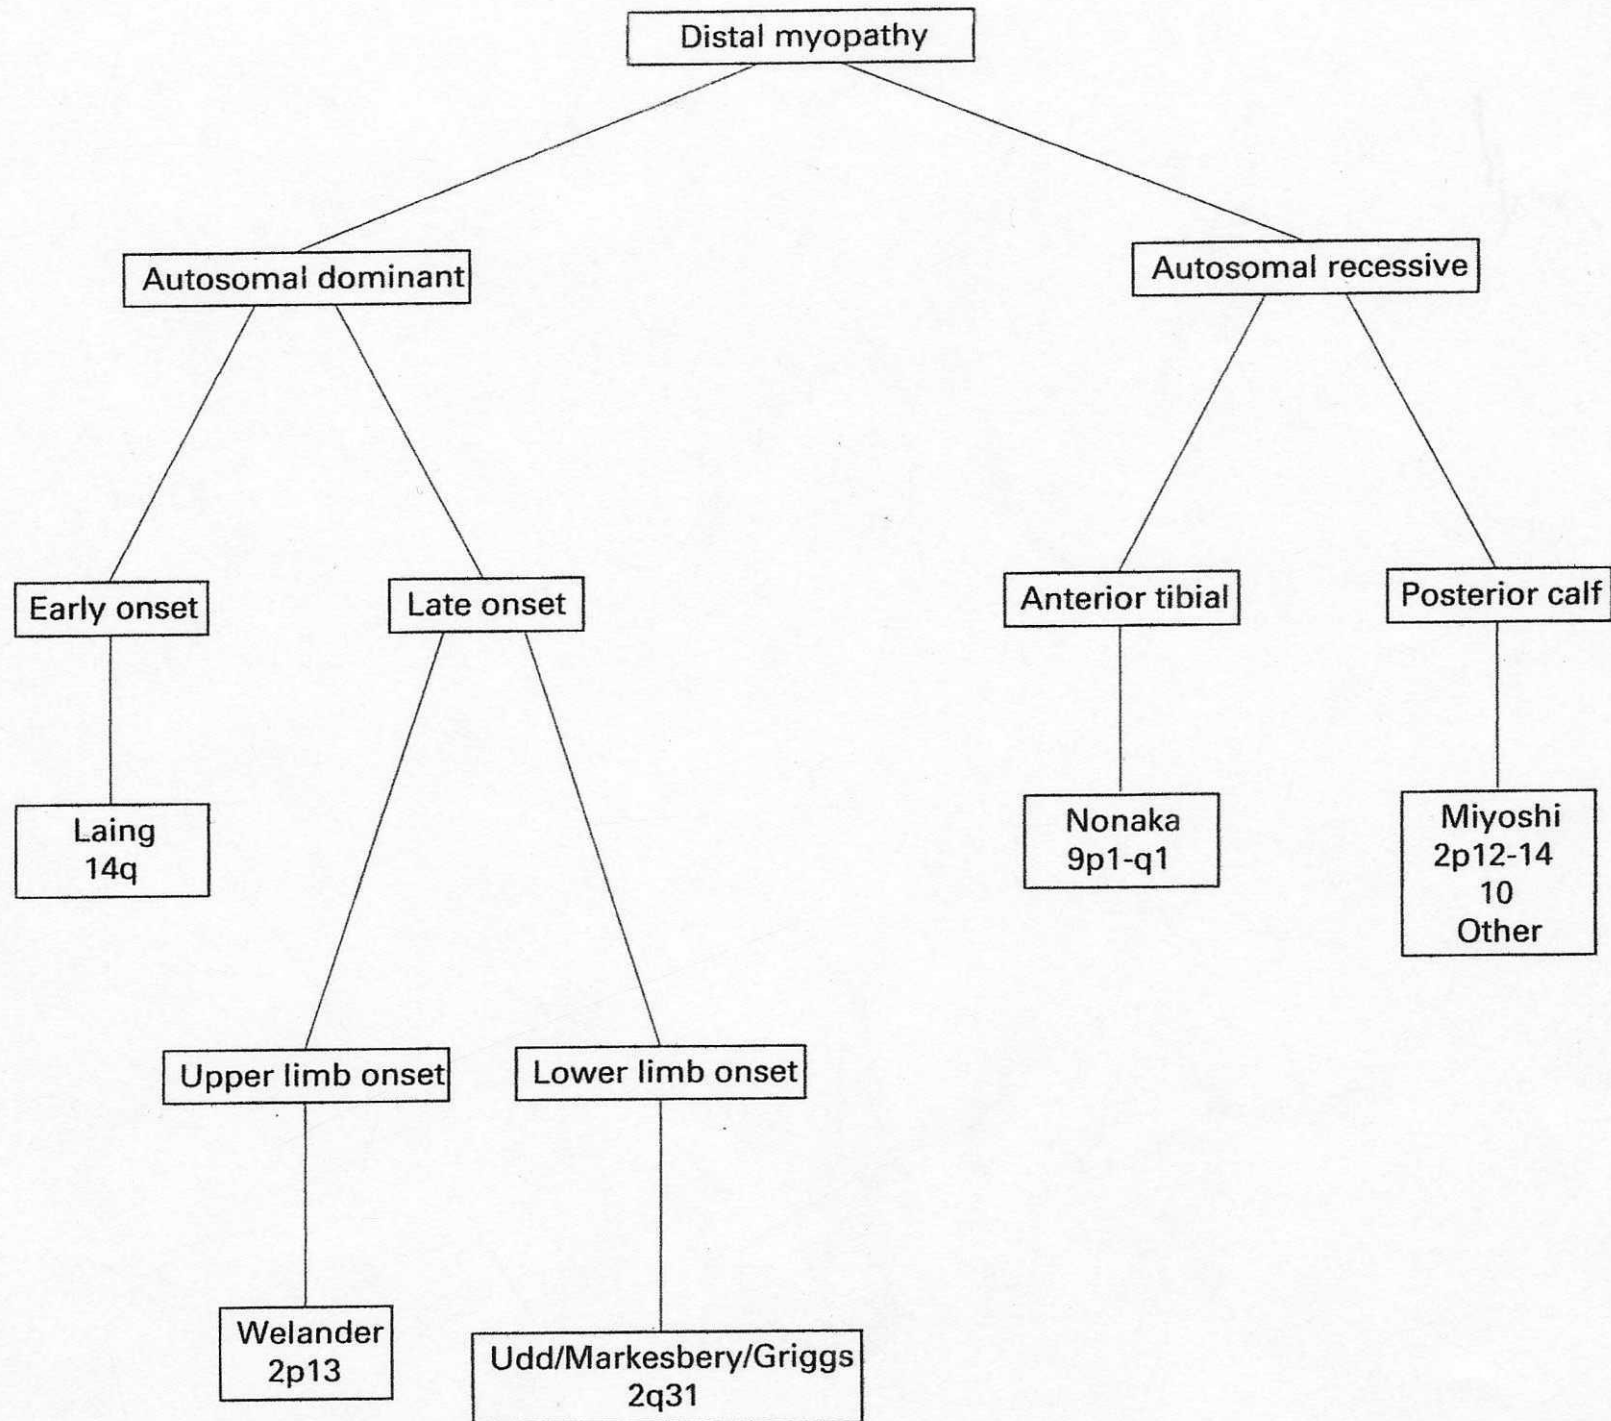 Distal myopathy
Autosomal dominant
Autosomal recessive
Early onset
Late onset
Anterior tibial
Posterior calf
Laing
14q
Nonaka
9p1-q1
Miyoshi
2p12-14
10
Other
Upper limb onset
Lower limb onset
Welander
2p13
Udd/Markesbery/Griggs
2q31